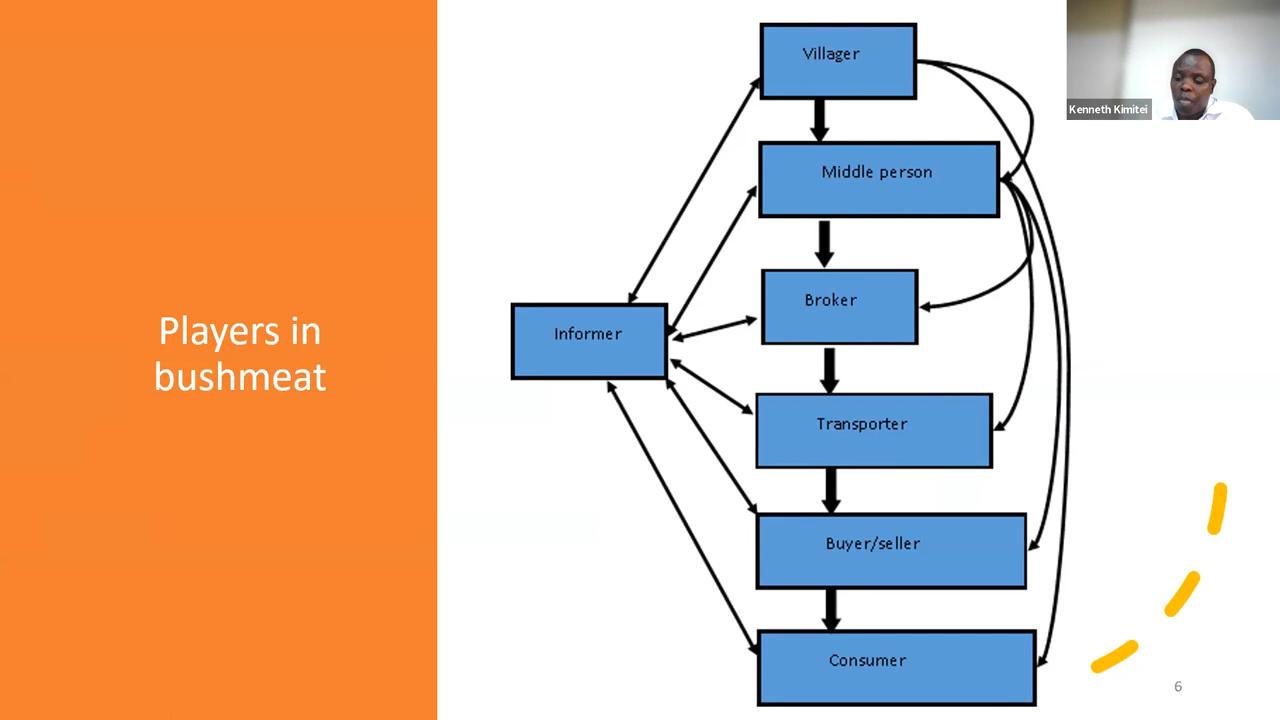 Players in
bushmeat
Villager
Middle person
Broker
Informer
Transporter
Buyer/seller
Consumer
Kenneth Kimitei
6